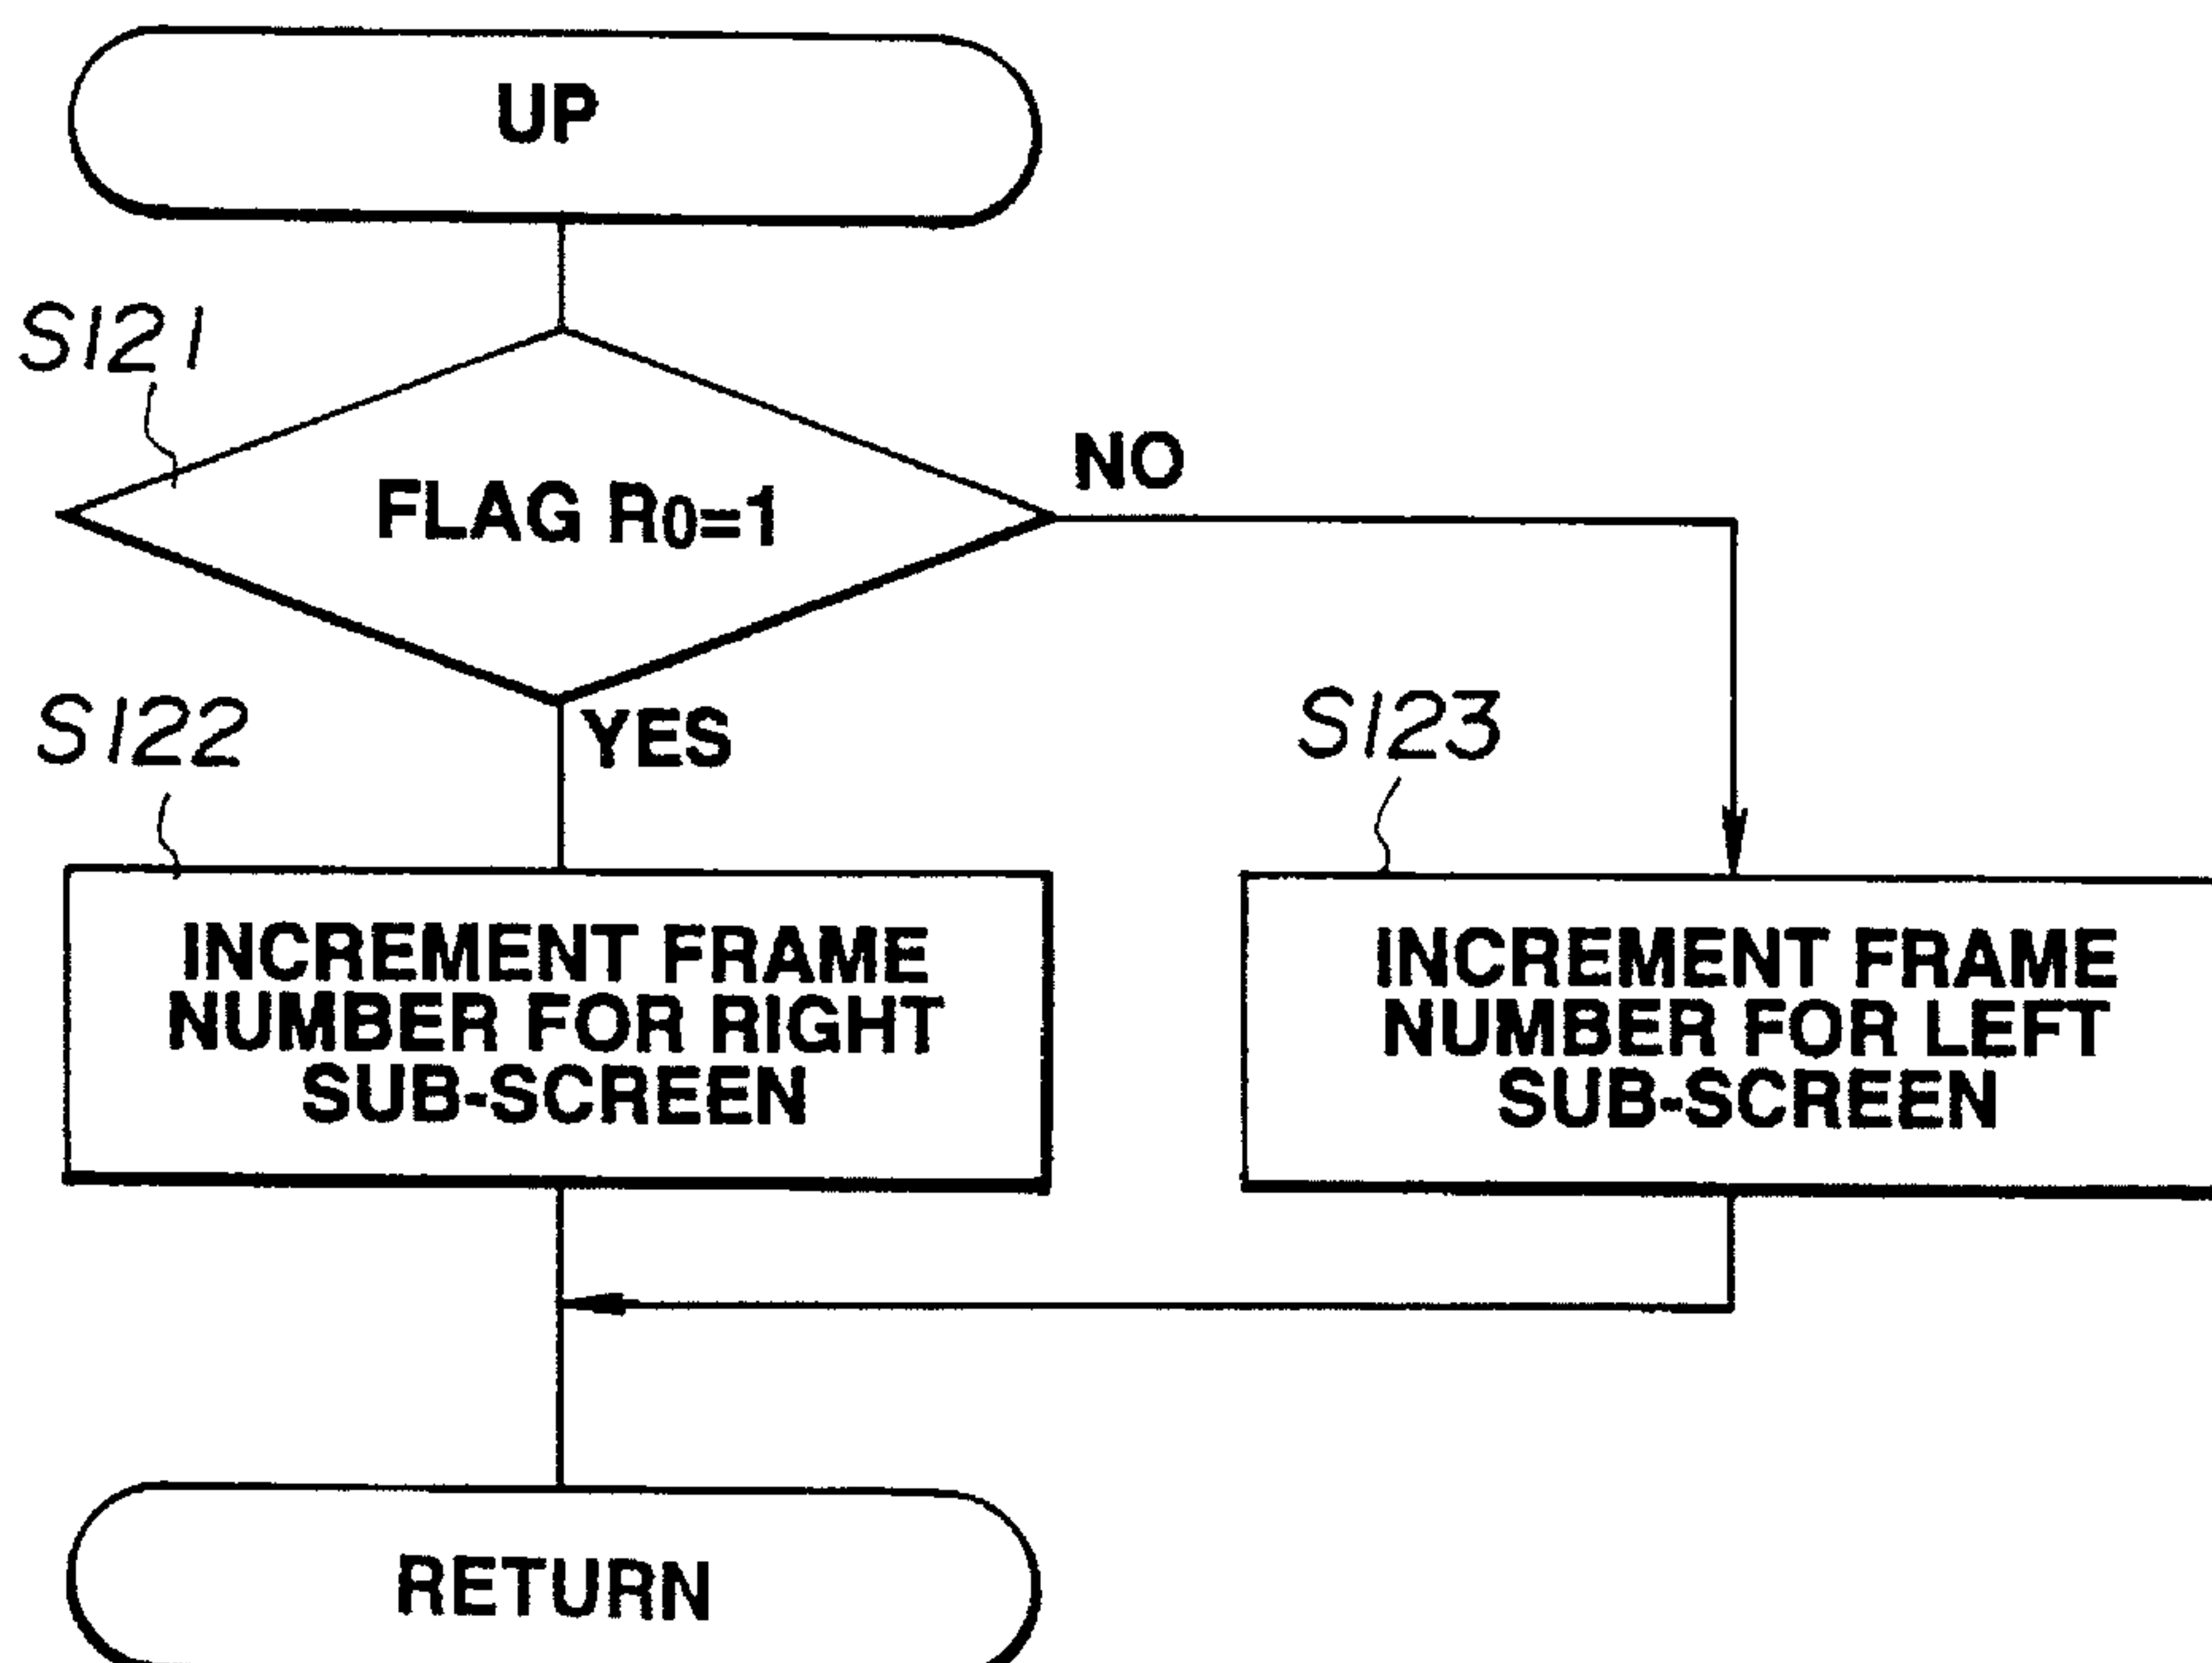 UP
S121
FLAG R0=1
NO
S122
YES
S123
INCREMENT FRAME
NUMBER FOR RIGHT
SUB-SCREEN
INCREMENT FRAME
NUMBER FOR LEFT
SUB-SCREEN
RETURN